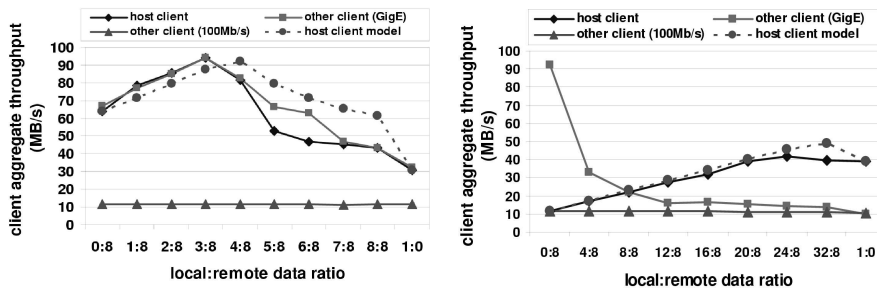 host client
other client (GigE)
other client (100Mb/s)
host client model
client aggregate throughput
(MB/s)
100
90
80
70
60
50
40
30
20
10
0
0:8 1:8 2:8 3:8 4:8 5:8 6:8 7:8 8:8 1:0
local:remote data ratio
host client
other client (GigE)
other client (100Mb/s)
host client model
client aggregate throughput
(MB/s)
100
90
80
70
60
50
40
30
20
10
0
0:8 4:8 8:8 12:8 16:8 20:8 24:8 32:8 1:0
local:remote data ratio